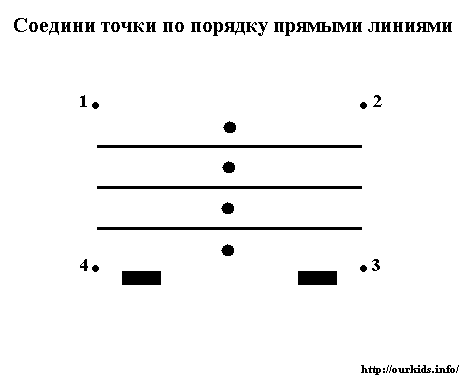 Соедини точки по порядку прямыми линиями
1 2
4 3
http://ourkids.info/